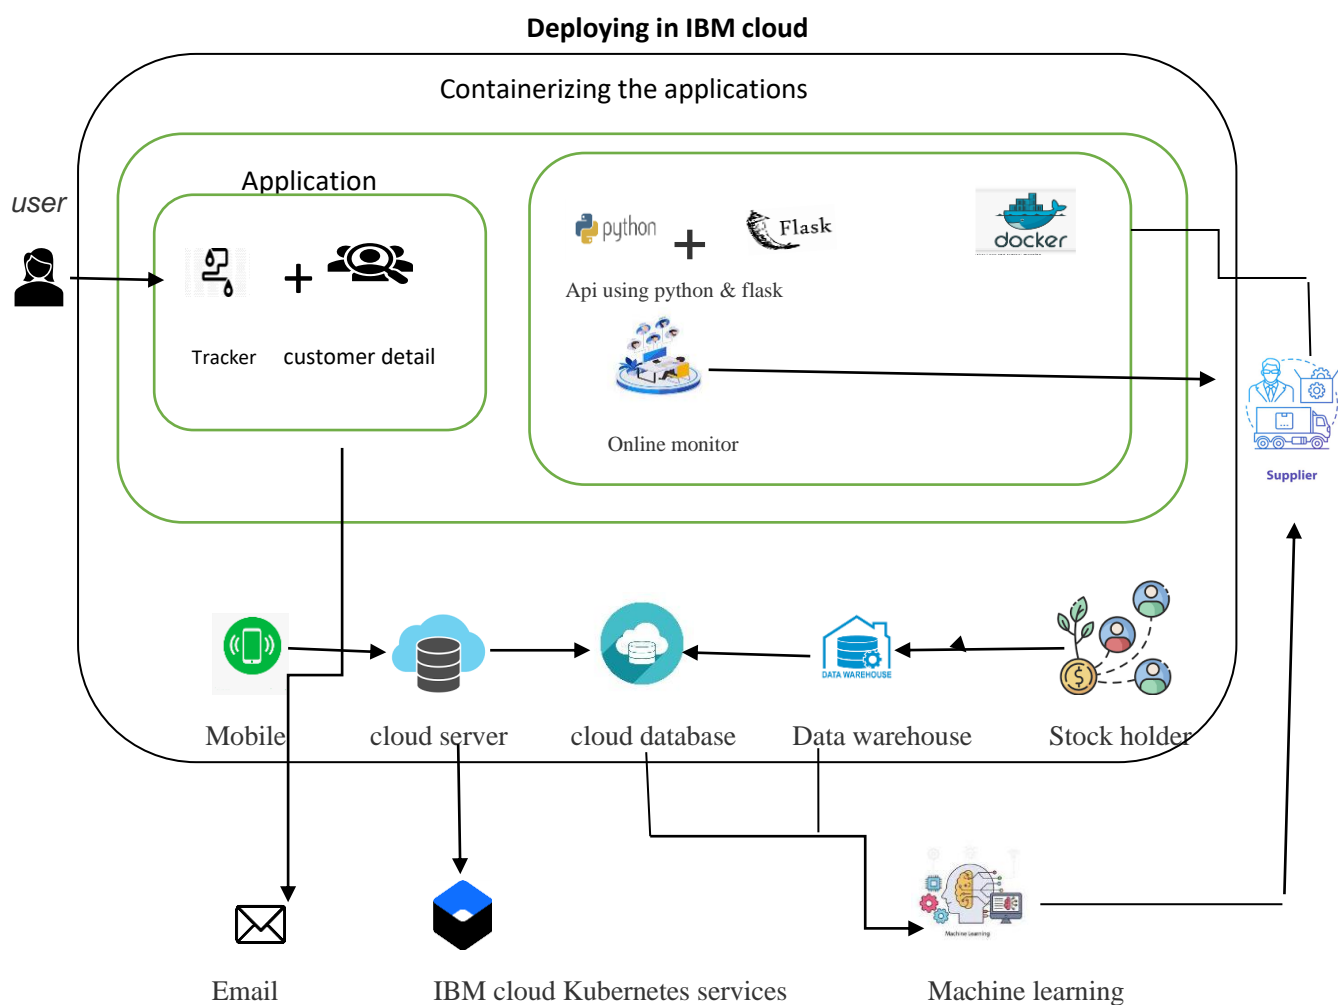 Deploying in IBM cloud
Containerizing the applications
Application
user
python
Flask
docker
Api using python & flask
Tracker
customer detail
Online monitor
Supplier
DATA WAREHOUSE
Mobile
cloud server
cloud database
Data warehouse
Stock holder
Machine Learning
Email
IBM cloud Kubernetes services
Machine learning